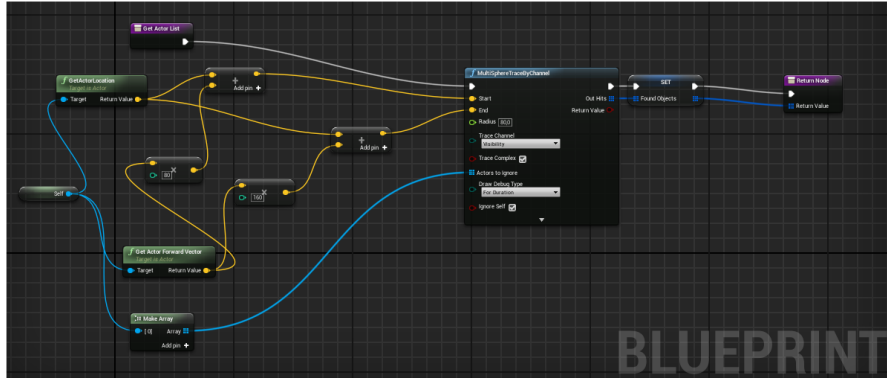 Get Actor List
GetActorLocation
Target is Actor
Target
Return Value
+
Add pin +
MultiSphereTraceByChannel
Start
End
Radius 80,0
Trace Channel
Visibility
Trace Complex
Actors to Ignore
Draw Debug Type
For Duration
Ignore Self
Out Hits
Return Value
SET
Found Objects
Return Node
Return Value
+
Add pin +
80
×
160
×
Self
Get Actor Forward Vector
Target is Actor
Target
Return Value
Make Array
[0]
Array
Add pin +
BLUEPRINT